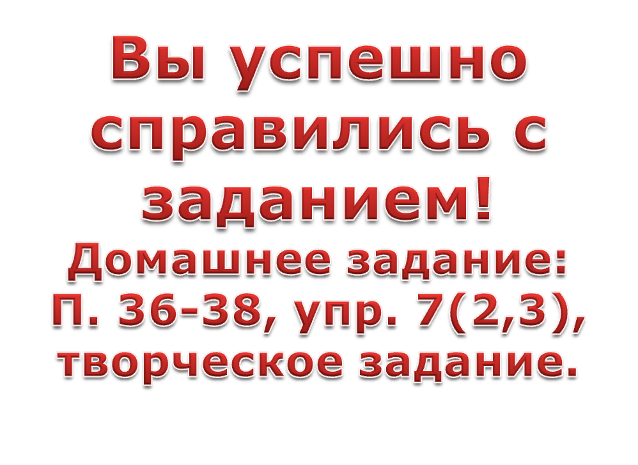 Вы успешно
справились с
заданием!
Домашнее задание:
П. 36-38, упр. 7(2,3),
творческое задание.